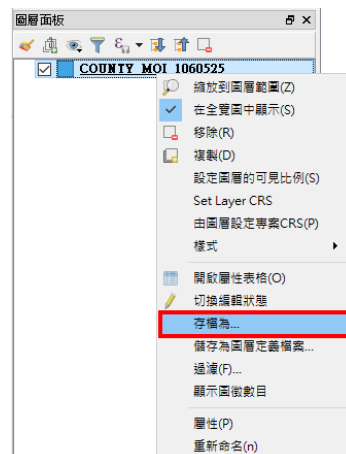 圖層面板
COUNTY_MOI_1060525
縮放到圖層範圍(Z)
在全覽圖中顯示(S)
移除(R)
複製(D)
設定圖層的可見比例(S)
Set Layer CRS
由圖層設定專案CRS(P)
樣式
開啟屬性表格(O)
切換編輯狀態
存檔為...
儲存為圖層定義檔案...
過濾(F)...
顯示圖徵數目
屬性(P)
重新命名(n)